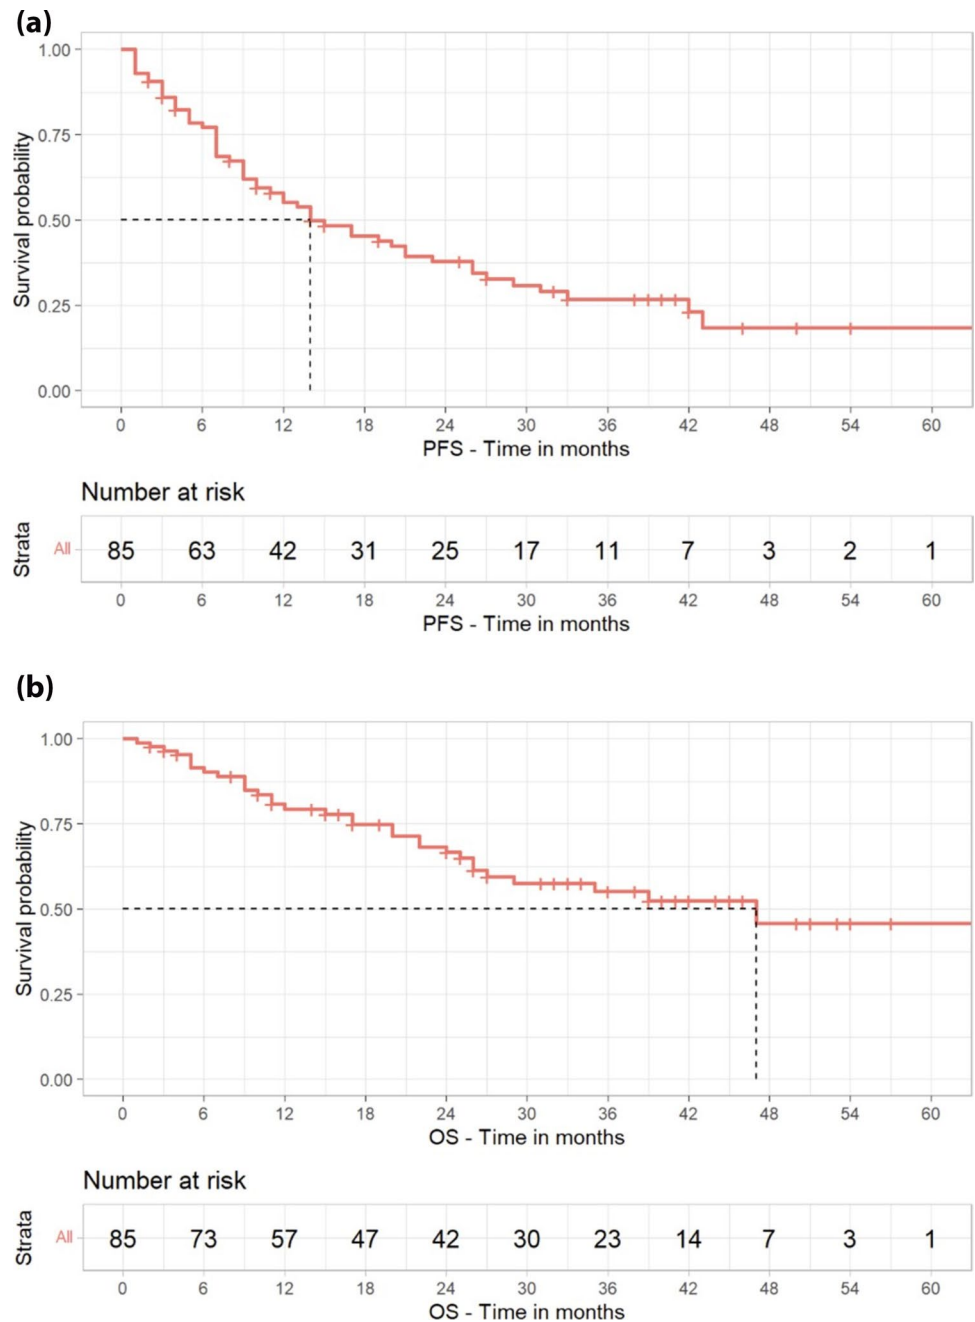 (a)
Survival probability
1.00
0.75
0.50
0.25
0.00
0 6 12 18 24 30 36 42 48 54 60
PFS - Time in months
Number at risk
Strata
All 85 63 42 31 25 17 11 7 3 2 1
0 6 12 18 24 30 36 42 48 54 60
PFS - Time in months
(b)
Survival probability
1.00
0.75
0.50
0.25
0.00
0 6 12 18 24 30 36 42 48 54 60
OS - Time in months
Number at risk
Strata
All 85 73 57 47 42 30 23 14 7 3 1
0 6 12 18 24 30 36 42 48 54 60
OS - Time in months